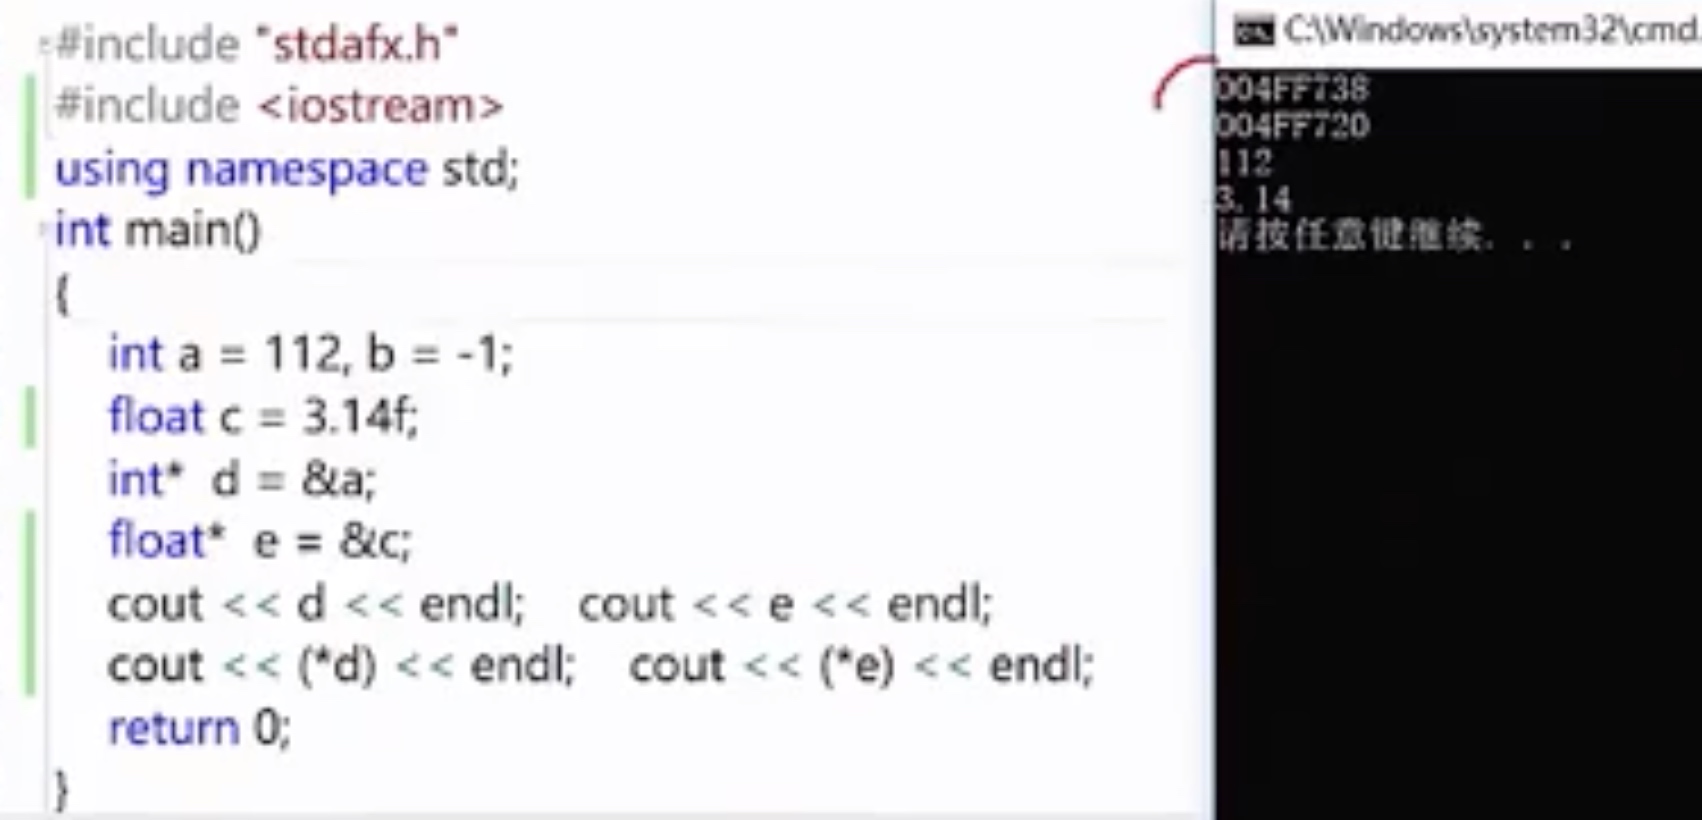 #include "stdafx.h"
#include <iostream>
using namespace std;
int main()
{
int a = 112, b = -1;
float c = 3.14f;
int* d = &a;
float* e = &c;
cout << d << endl; cout << e << endl;
cout << (*d) << endl; cout << (*e) << endl;
return 0;
}
C:\Windows\system32\cmd.
004FF738
004FF720
112
3.14
请按任意键继续. . .